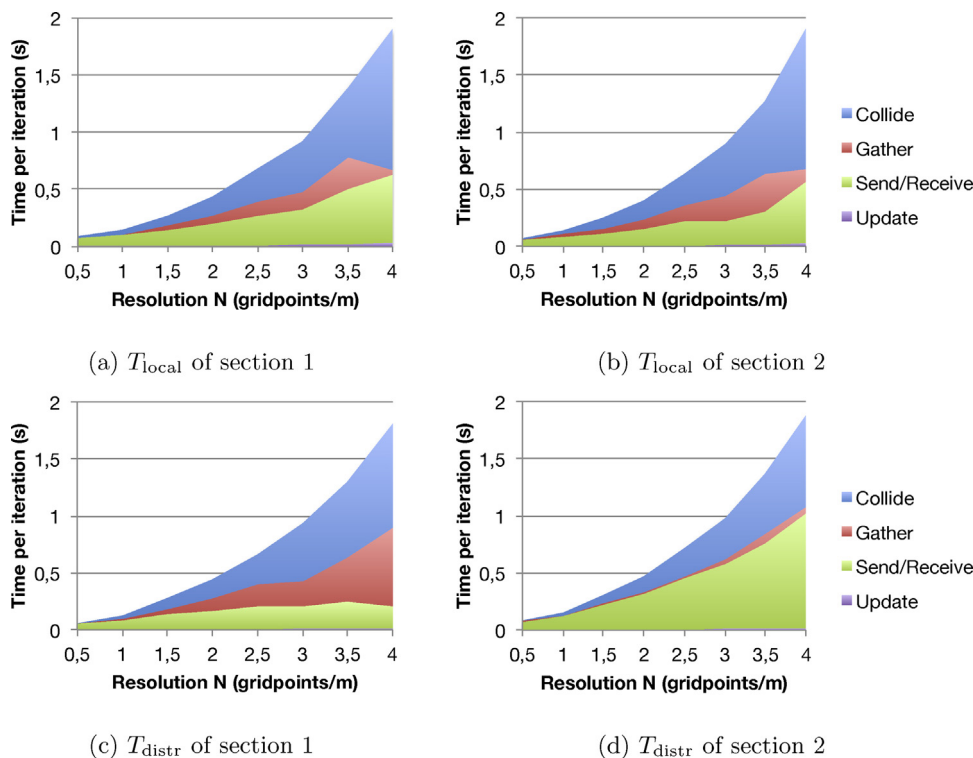 2
1,5
1
0,5
0
Time per iteration (s)
0,5 1 1,5 2 2,5 3 3,5 4
Resolution N (gridpoints/m)
(a) T_local of section 1
2
1,5
1
0,5
0
Time per iteration (s)
0,5 1 1,5 2 2,5 3 3,5 4
Resolution N (gridpoints/m)
Collide
Gather
Send/Receive
Update
(b) T_local of section 2
2
1,5
1
0,5
0
Time per iteration (s)
0,5 1 1,5 2 2,5 3 3,5 4
Resolution N (gridpoints/m)
(c) T_distr of section 1
2
1,5
1
0,5
0
Time per iteration (s)
0,5 1 1,5 2 2,5 3 3,5 4
Resolution N (gridpoints/m)
Collide
Gather
Send/Receive
Update
(d) T_distr of section 2